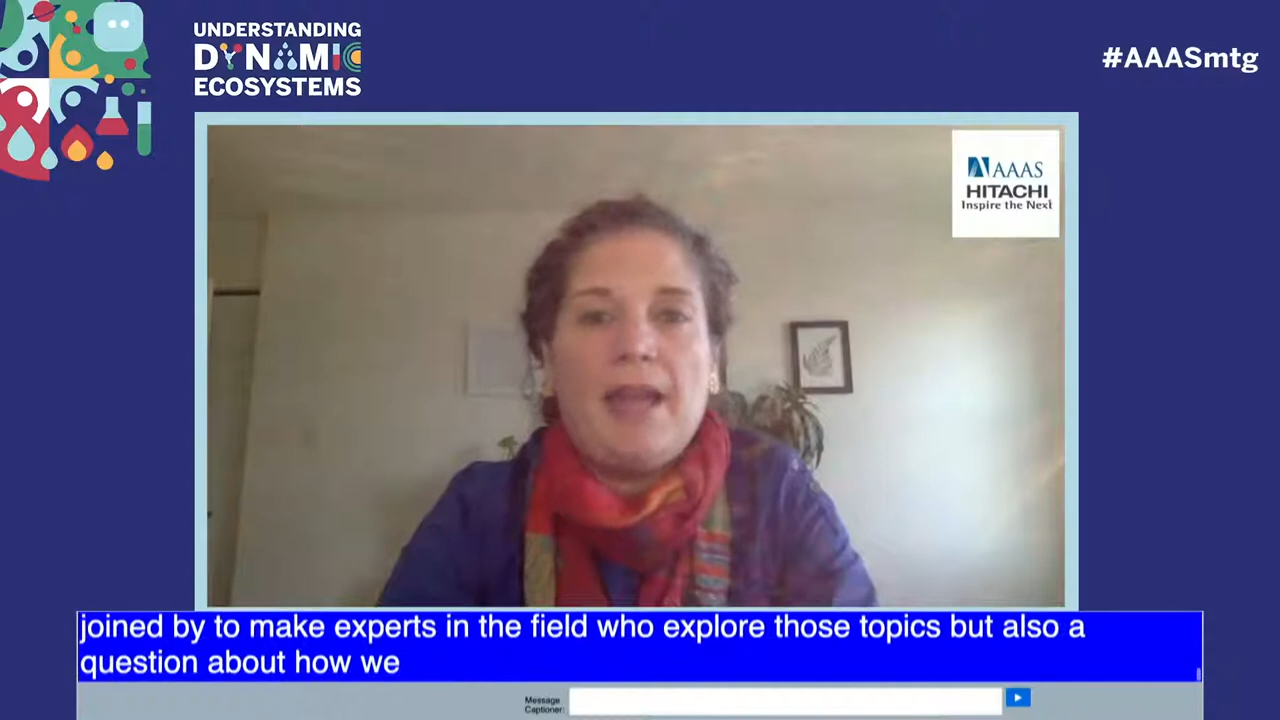 UNDERSTANDING
DYNAMIC
ECOSYSTEMS
#AAASmtg
AAAS
HITACHI
Inspire the Next
joined by to make experts in the field who explore those topics but also a
question about how we
Message
Captioner: